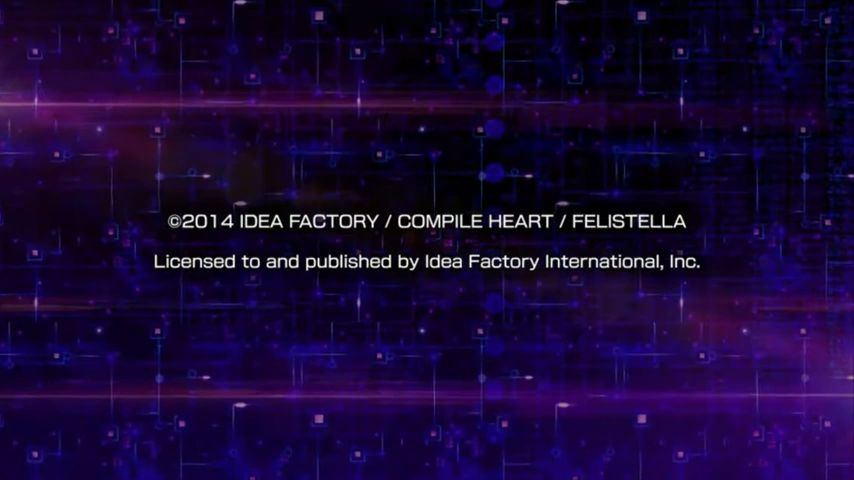 ©2014 IDEA FACTORY / COMPILE HEART / FELISTELLA
Licensed to and published by Idea Factory International, Inc.